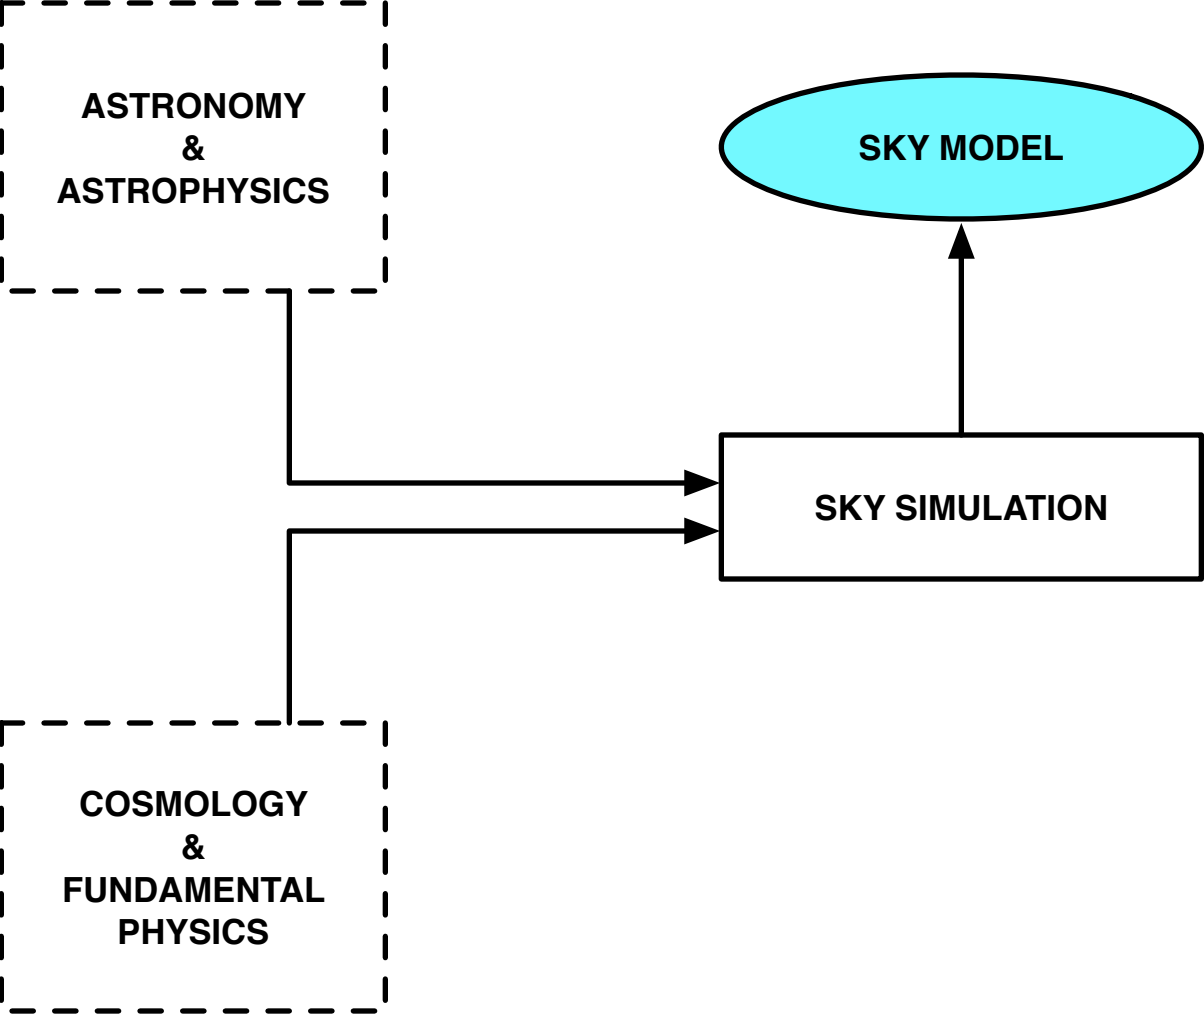 ASTRONOMY
&
ASTROPHYSICS
SKY MODEL
SKY SIMULATION
COSMOLOGY
&
FUNDAMENTAL
PHYSICS